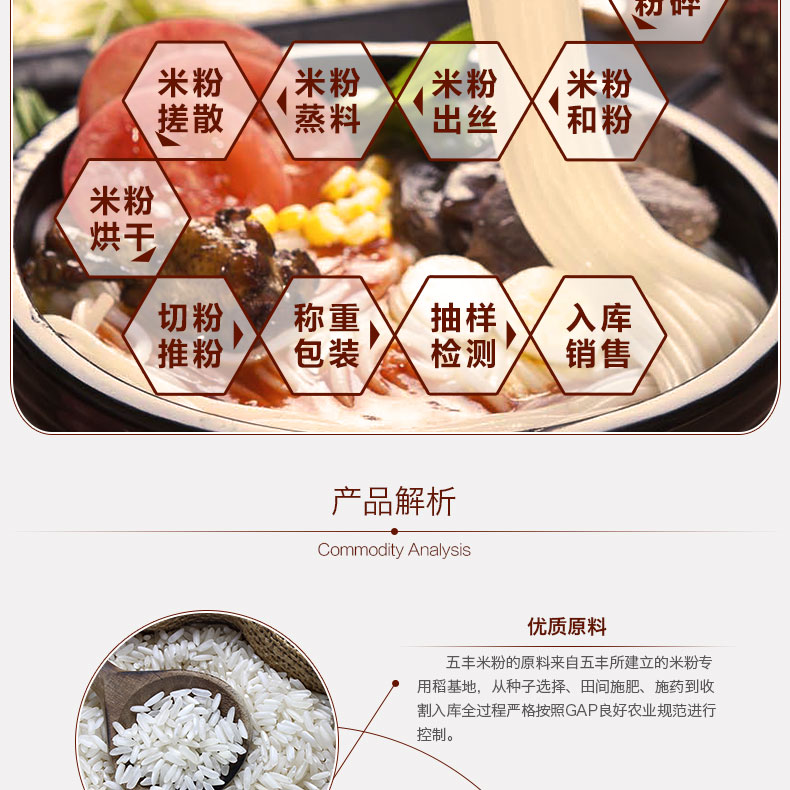 粉碎
米粉
搓散
米粉
蒸料
米粉
出丝
米粉
和粉
米粉
烘干
切粉
推粉
称重
包装
抽样
检测
入库
销售
产品解析
Commodity Analysis
优质原料
五丰米粉的原料来自五丰所建立的米粉专
用稻基地，从种子选择、田间施肥、施药到收
割入库全过程严格按照GAP良好农业规范进行
控制。